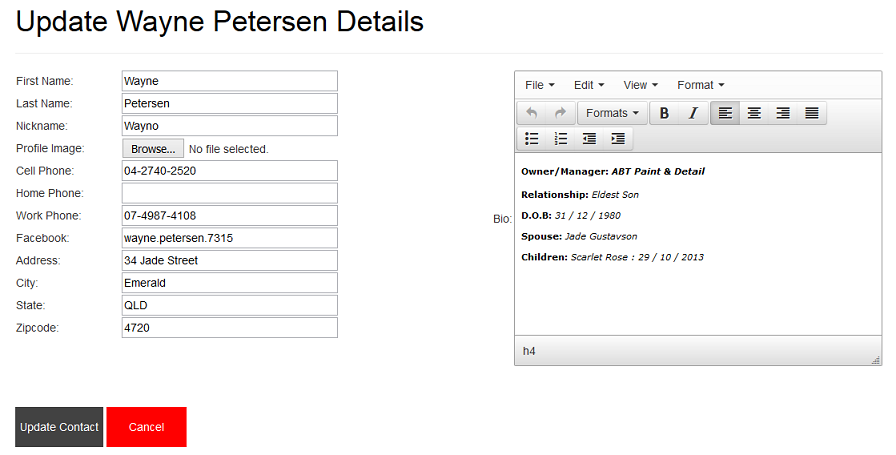 Update Wayne Petersen Details
First Name: Wayne
Last Name: Petersen
Nickname: Wayno
Profile Image: Browse... No file selected.
Cell Phone: 04-2740-2520
Home Phone:
Work Phone: 07-4987-4108
Facebook: wayne.petersen.7315
Address: 34 Jade Street
City: Emerald
State: QLD
Zipcode: 4720
Bio:
File Edit View Format
Formats B I
Owner/Manager: ABT Paint & Detail
Relationship: Eldest Son
D.O.B: 31 / 12 / 1980
Spouse: Jade Gustavson
Children: Scarlet Rose : 29 / 10 / 2013
h4
Update Contact Cancel